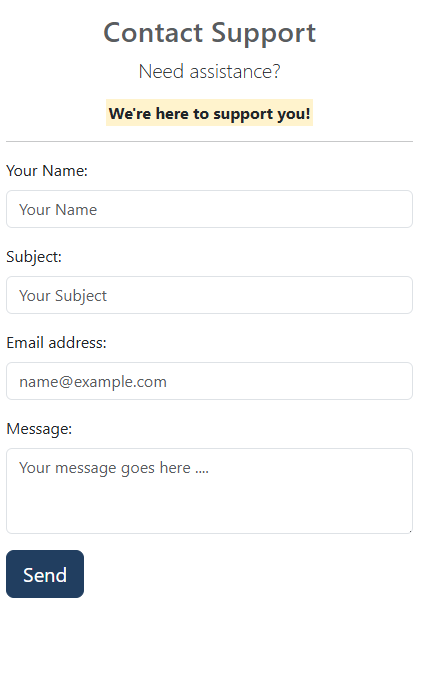 Contact Support
Need assistance?
We're here to support you!
Your Name:
Your Name
Subject:
Your Subject
Email address:
name@example.com
Message:
Your message goes here ....
Send